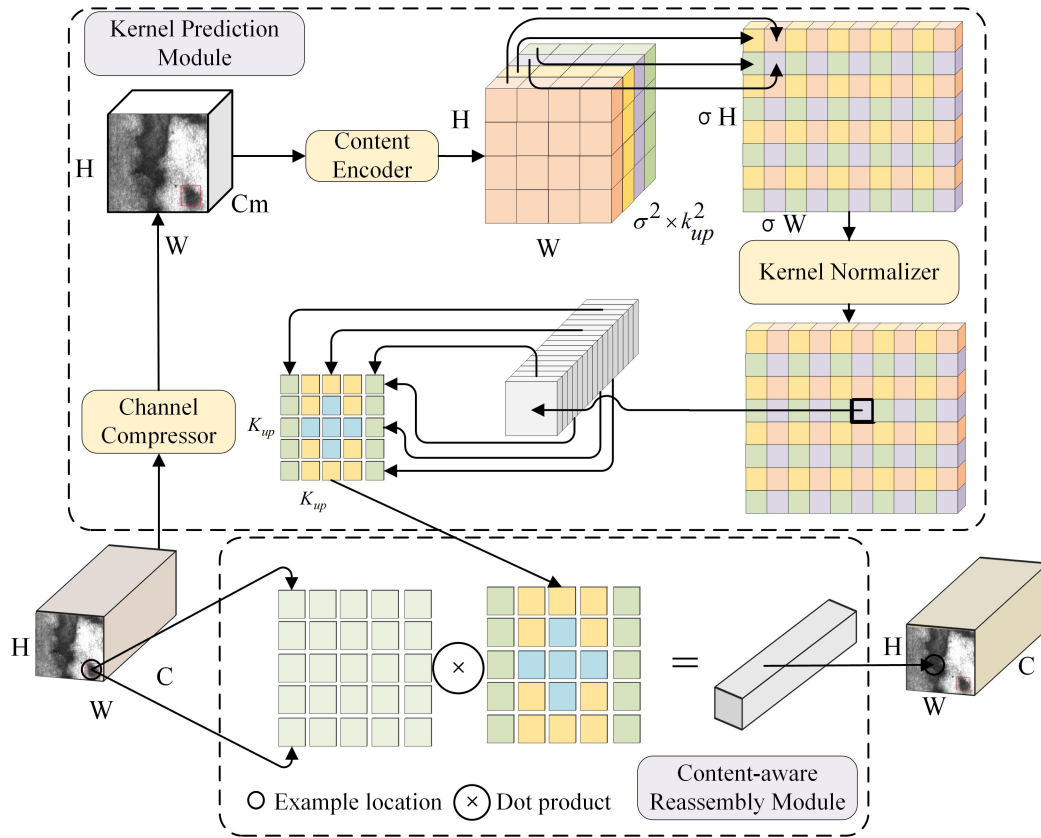 Kernel Prediction
Module
H
Cm
W
Content
Encoder
H
W
σ² × k²up
σ H
σ W
Kernel Normalizer
Channel
Compressor
Kup
Kup
H
W
C
×
=
H
W
C
Content-aware
Reassembly Module
Example location
× Dot product